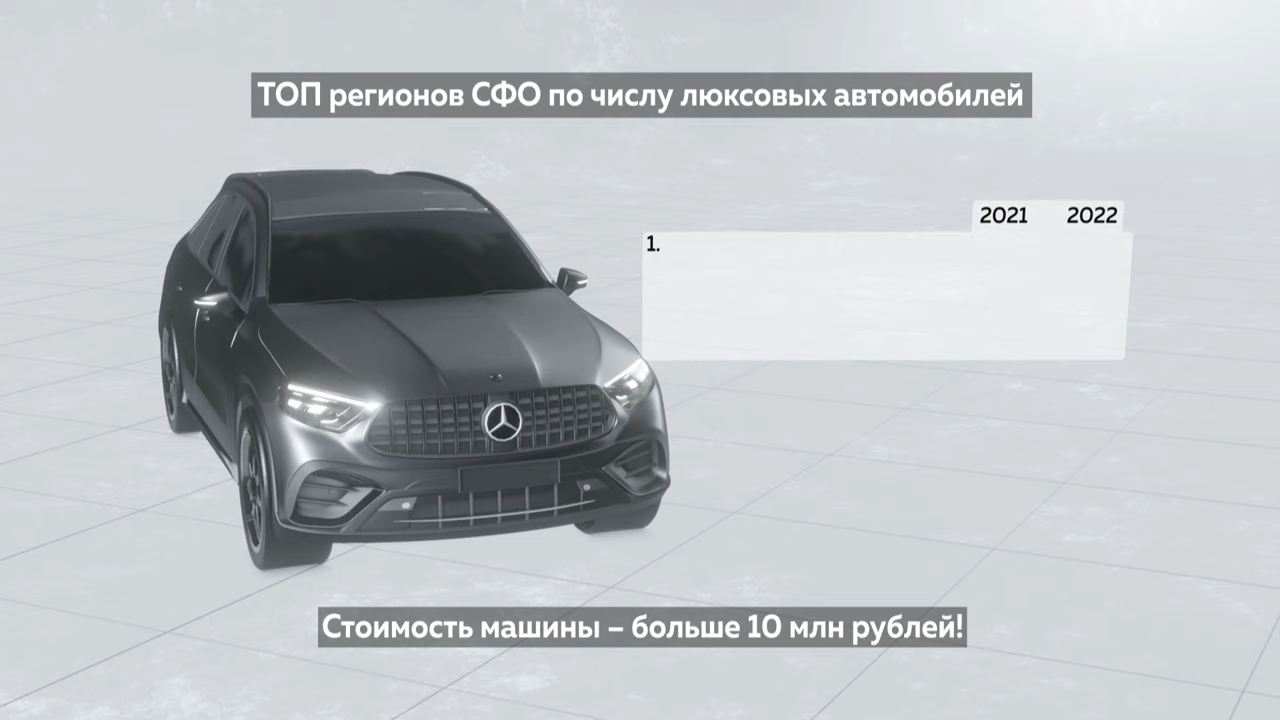 ТОП регионов СФО по числу люксовых автомобилей
2021 2022
1.
Стоимость машины – больше 10 млн рублей!